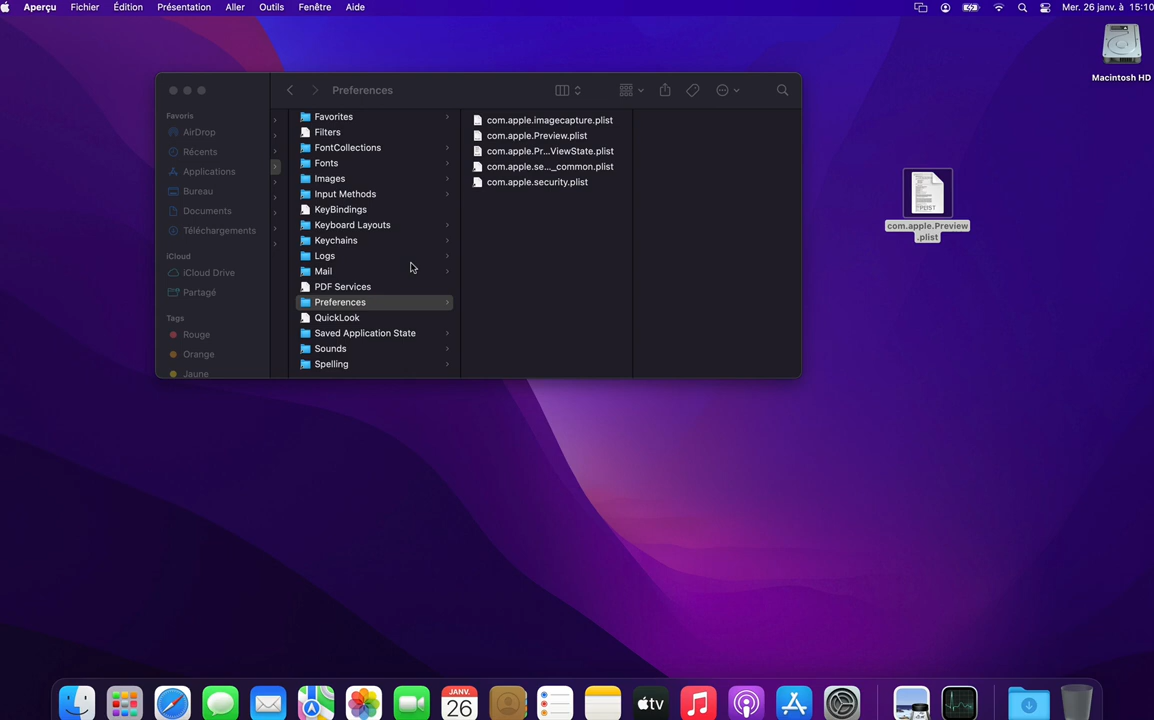 Aperçu Fichier Édition Présentation Aller Outils Fenêtre Aide Mer. 26 janv. à 15:10
Macintosh HD
Preferences
Favoris
AirDrop
Récents
Applications
Bureau
Documents
Téléchargements
iCloud
iCloud Drive
Partagé
Tags
Rouge
Orange
Jaune
Favorites
Filters
FontCollections
Fonts
Images
Input Methods
KeyBindings
Keyboard Layouts
Keychains
Logs
Mail
PDF Services
Preferences
QuickLook
Saved Application State
Sounds
Spelling
com.apple.imagecapture.plist
com.apple.Preview.plist
com.apple.Pr...ViewState.plist
com.apple.se..._common.plist
com.apple.security.plist
PLIST
com.apple.Preview
.plist
JANV.
26
tv